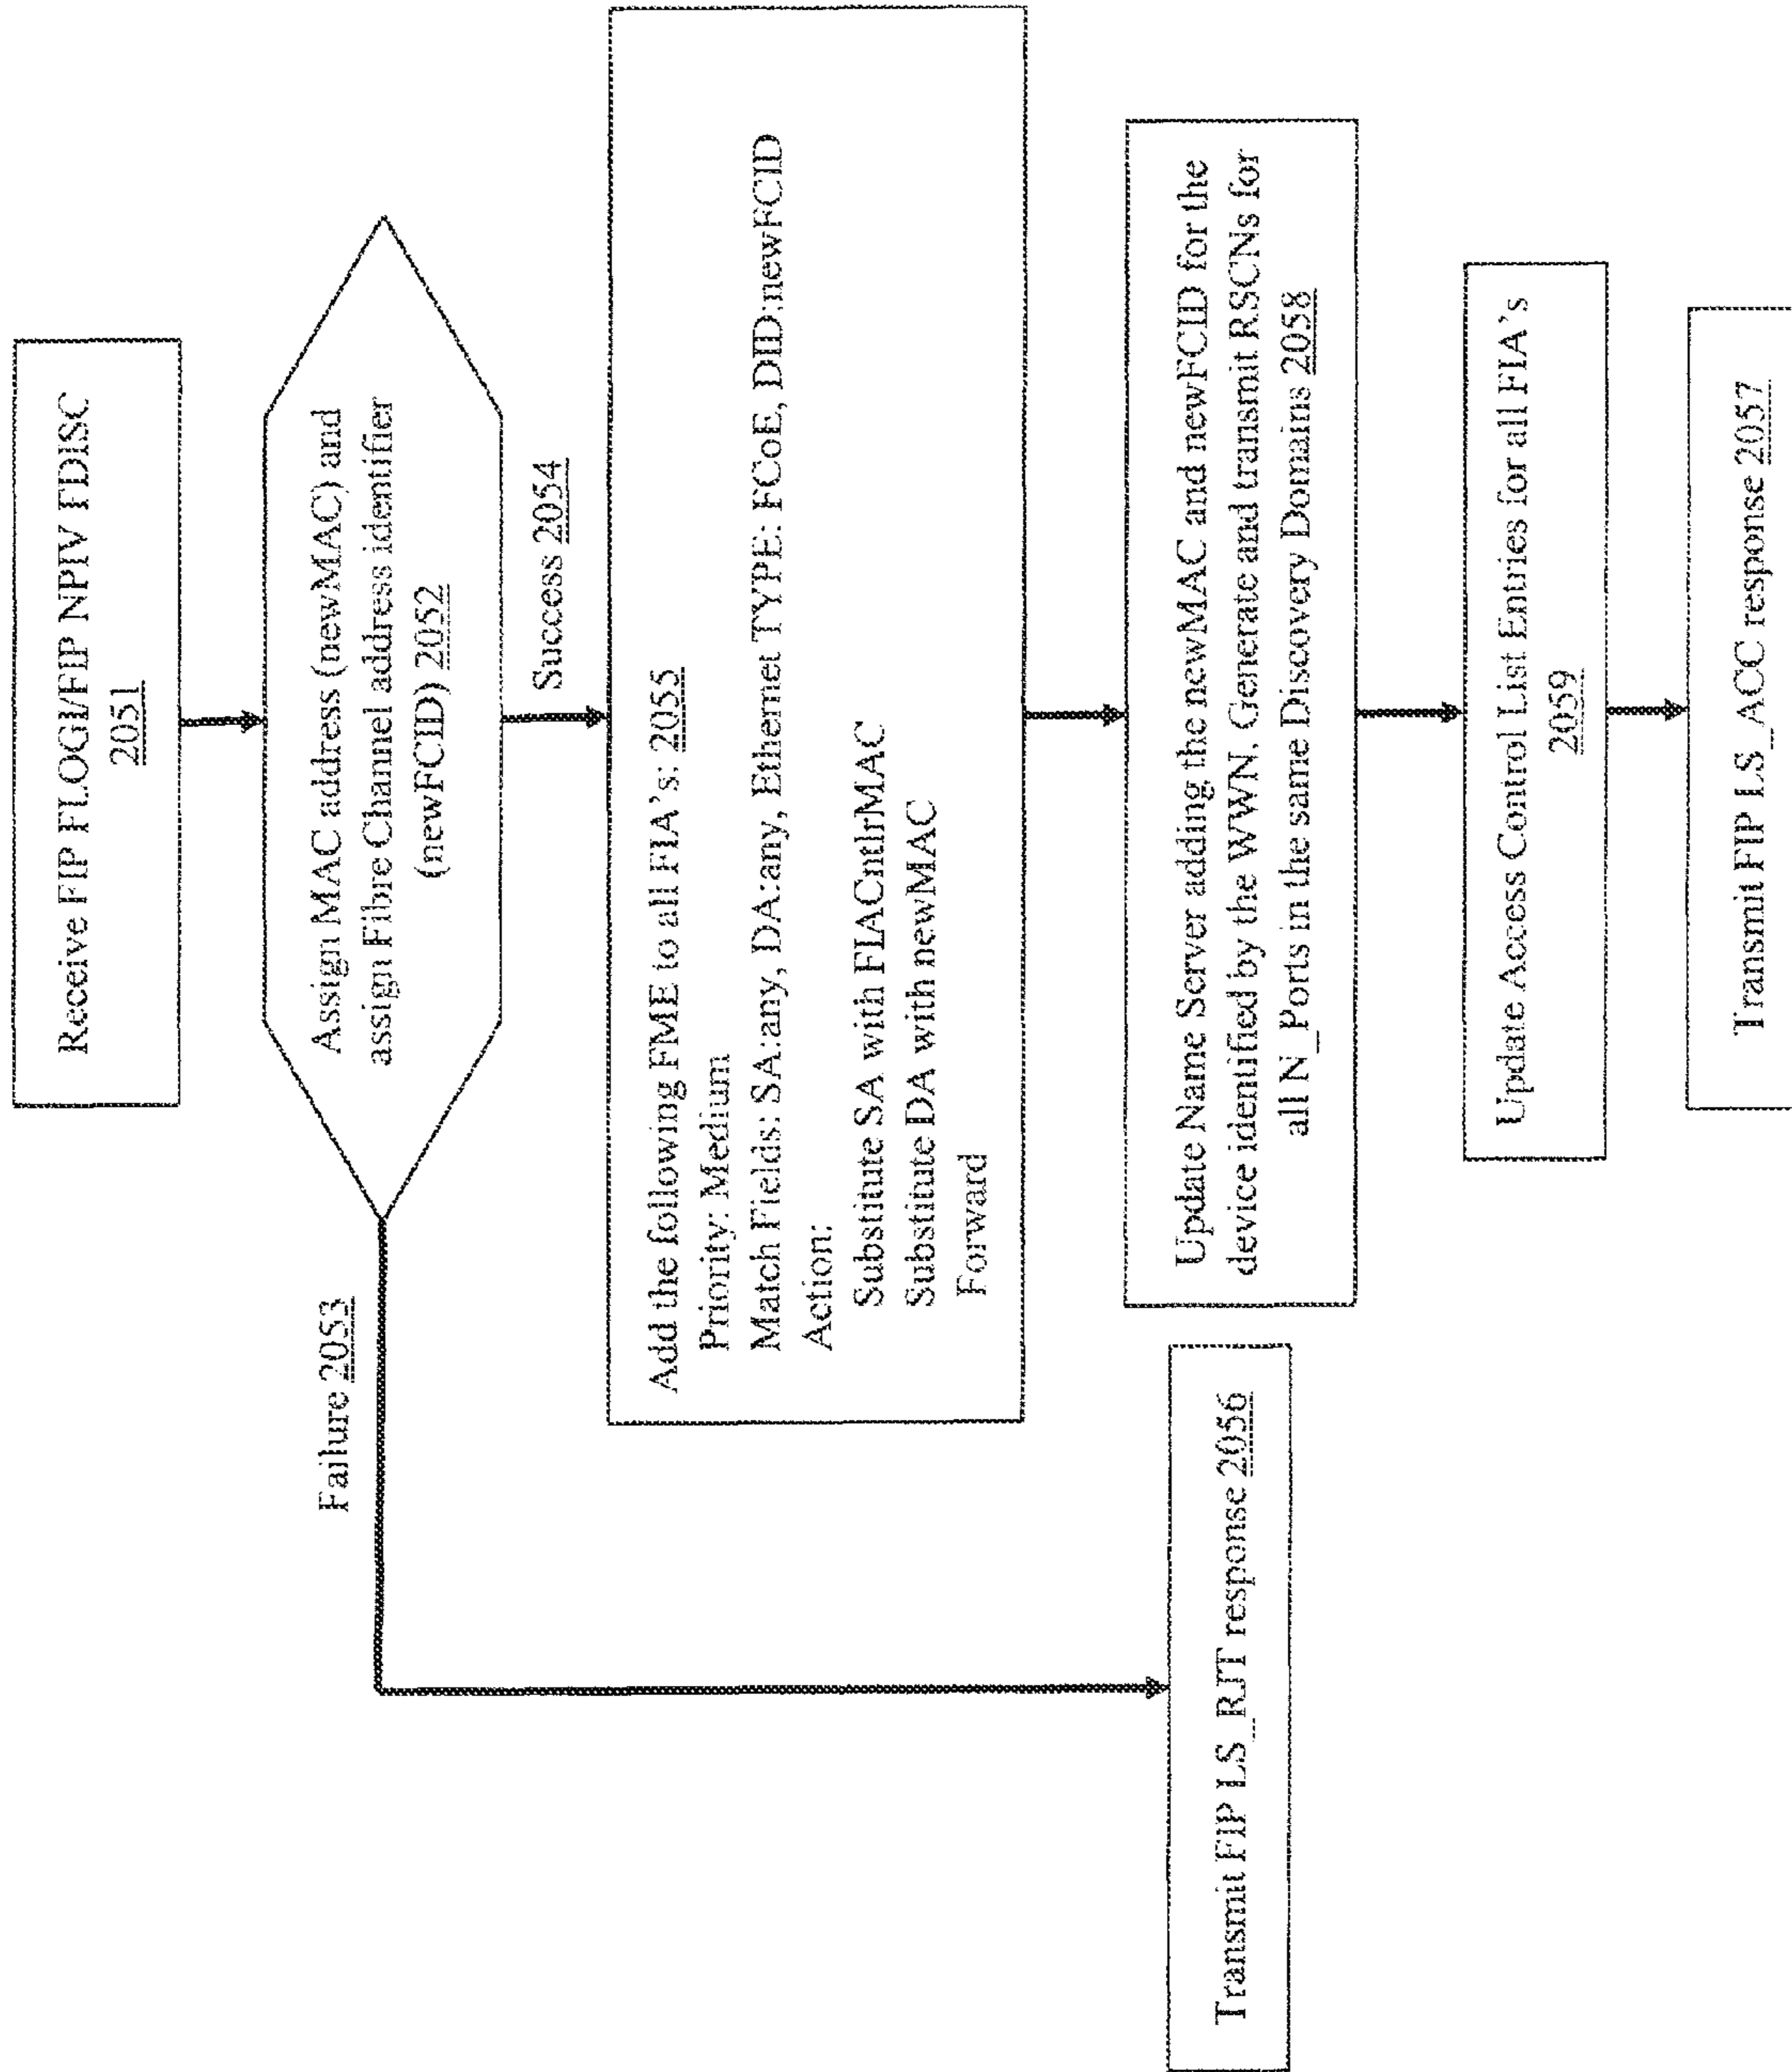 Receive FIP FLOGI/FIP NPIV FDISC
2051
Assign MAC address (newMAC) and
assign Fibre Channel address identifier
(newFCID) 2052
Failure 2053
Success 2054
Add the following FME to all FIA's: 2055
Priority: Medium
Match Fields: SA:any, DA:any, Ethernet TYPE: FCoE, DID:newFCID
Action:
Substitute SA with FIACntlrMAC
Substitute DA with newMAC
Forward
Transmit FIP LS_RJT response 2056
Update Name Server adding the newMAC and newFCID for the
device identified by the WWN. Generate and transmit RSCNs for
all N_Ports in the same Discovery Domains 2058
Update Access Control List Entries for all FIA's
2059
Transmit FIP LS_ACC response 2057